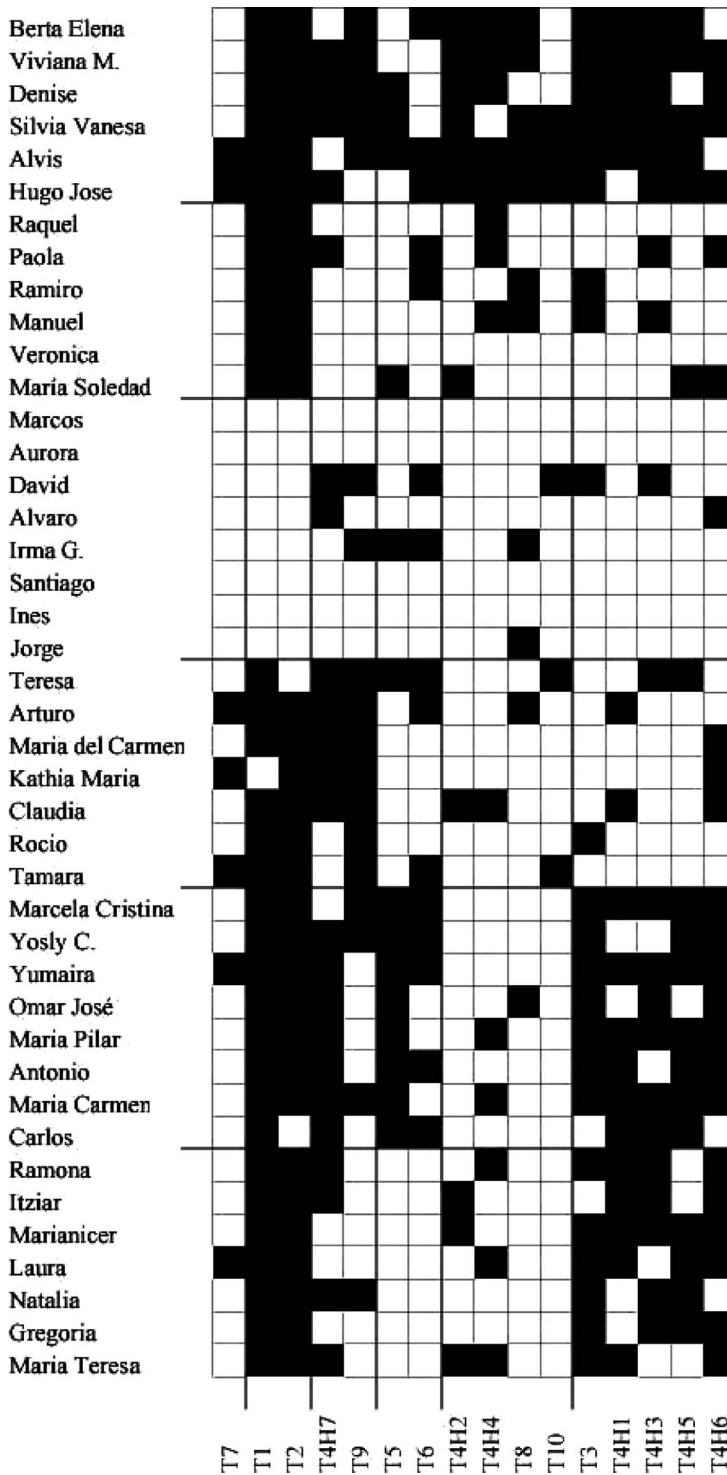 Berta Elena
Viviana M.
Denise
Silvia Vanesa
Alvis
Hugo Jose
Raquel
Paola
Ramiro
Manuel
Veronica
María Soledad
Marcos
Aurora
David
Alvaro
Irma G.
Santiago
Ines
Jorge
Teresa
Arturo
Maria del Carmen
Kathia Maria
Claudia
Rocio
Tamara
Marcela Cristina
Yosly C.
Yumaira
Omar José
Maria Pilar
Antonio
Maria Carmen
Carlos
Ramona
Itziar
Marianicer
Laura
Natalia
Gregoria
Maria Teresa
T7
T1
T2
T4H7
T9
T5
T6
T4H2
T4H4
T8
T10
T3
T4H1
T4H3
T4H5
T4H6